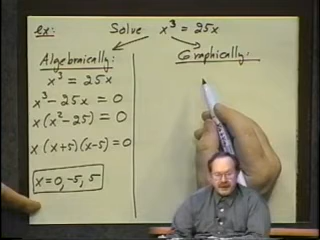 ex: Solve x³ = 25x
Algebraically:
x³ = 25x
x³ - 25x = 0
x(x² - 25) = 0
x(x+5)(x-5) = 0
x = 0, -5, 5
Graphically: